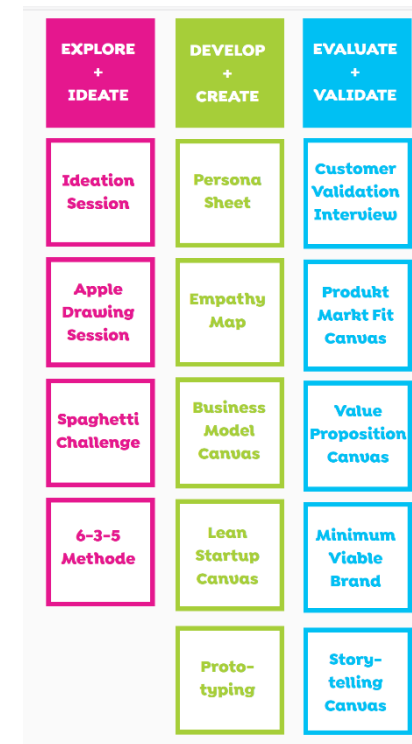 EXPLORE
+
IDEATE
Ideation
Session
Apple
Drawing
Session
Spaghetti
Challenge
6-3-5
Methode
DEVELOP
+
CREATE
Persona
Sheet
Empathy
Map
Business
Model
Canvas
Lean
Startup
Canvas
Proto-
typing
EVALUATE
+
VALIDATE
Customer
Validation
Interview
Produkt
Markt Fit
Canvas
Value
Proposition
Canvas
Minimum
Viable
Brand
Story-
telling
Canvas